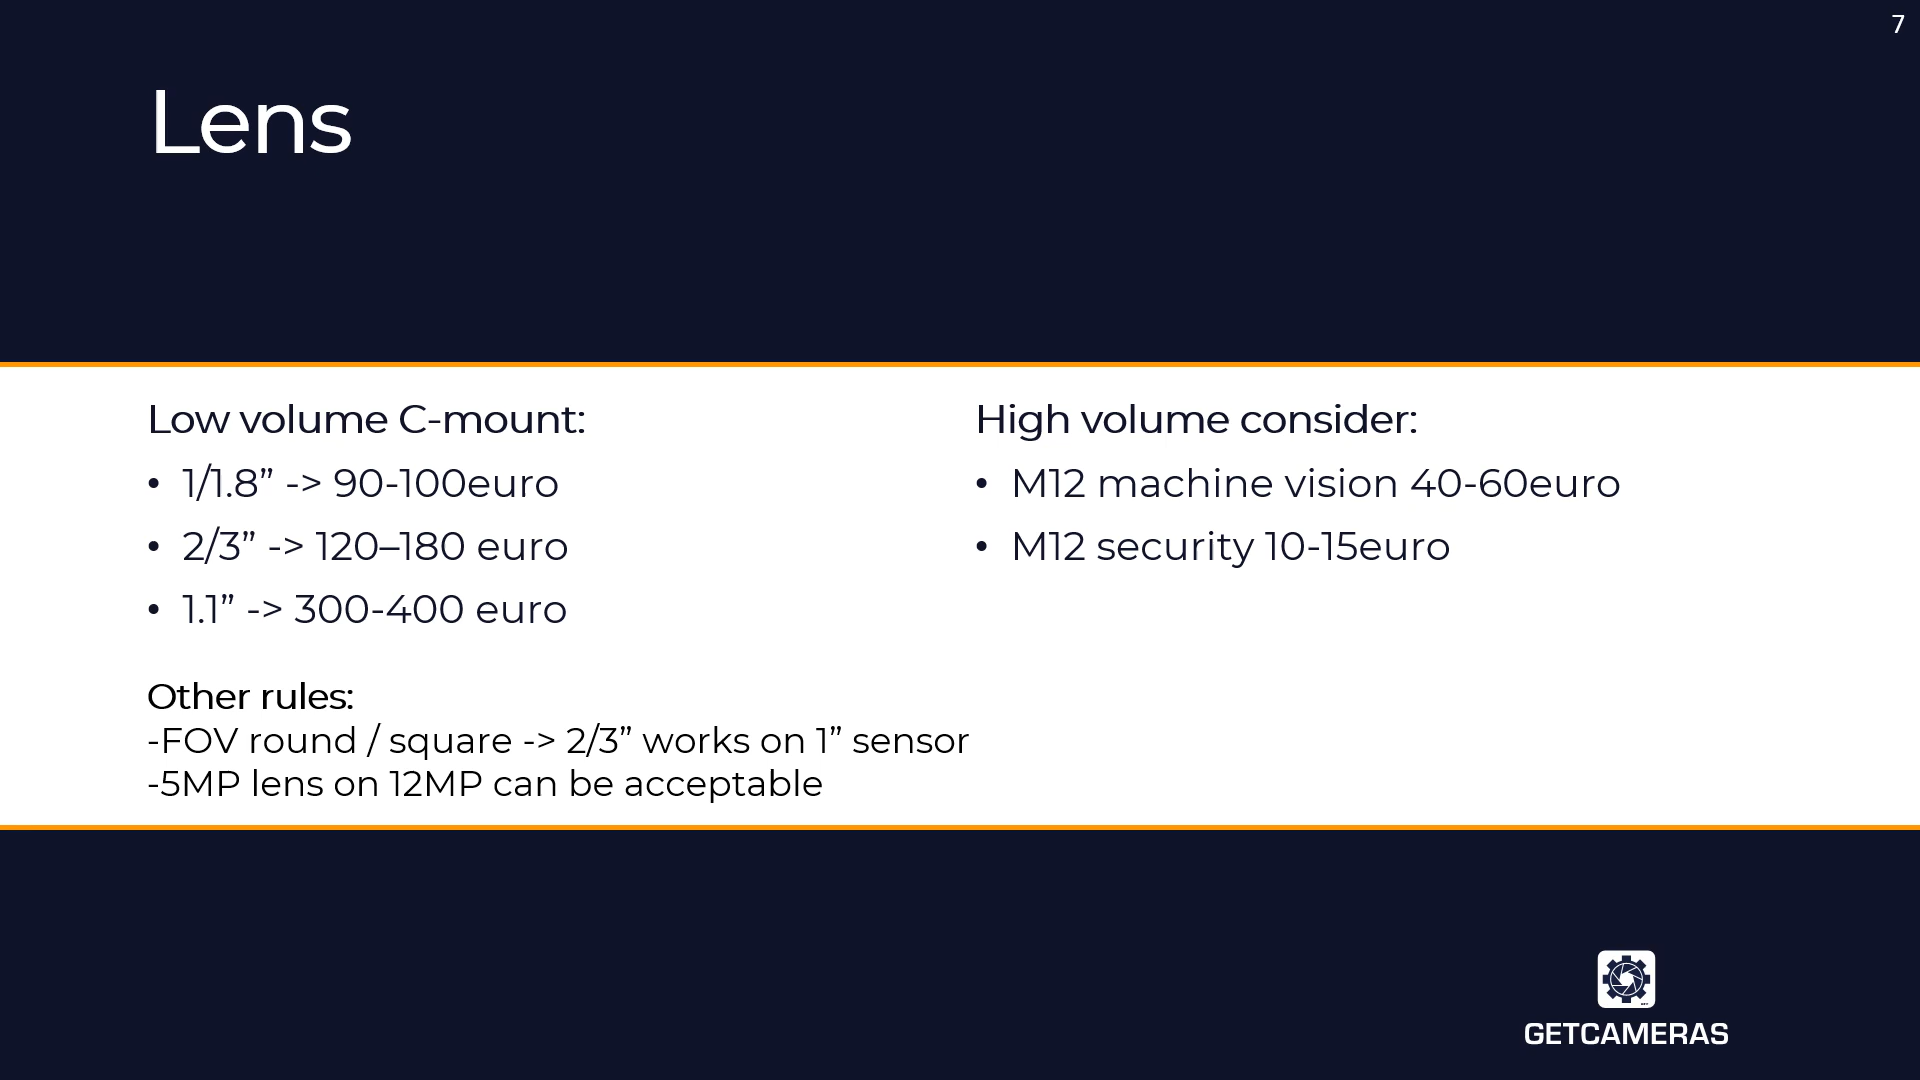 7
Lens
Low volume C-mount:
• 1/1.8” -> 90-100euro
• 2/3” -> 120–180 euro
• 1.1” -> 300-400 euro
High volume consider:
• M12 machine vision 40-60euro
• M12 security 10-15euro
Other rules:
-FOV round / square -> 2/3” works on 1” sensor
-5MP lens on 12MP can be acceptable
GETCAMERAS